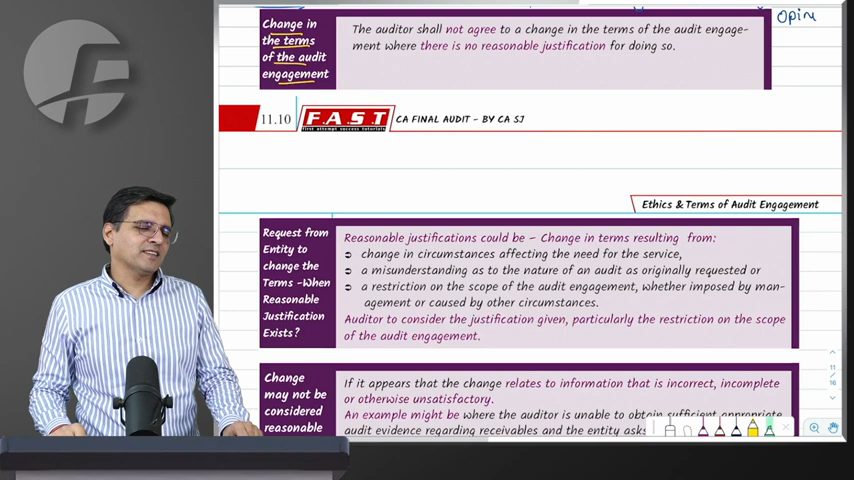 Opin
Change in
the terms
of the audit
engagement
The auditor shall not agree to a change in the terms of the audit engage-
ment where there is no reasonable justification for doing so.
11.10
F.A.S.T
first attempt success tutorials
CA FINAL AUDIT - BY CA SJ
Ethics & Terms of Audit Engagement
Request from
Entity to
change the
Terms -When
Reasonable
Justification
Exists?
Reasonable justifications could be – Change in terms resulting from:
➲ change in circumstances affecting the need for the service,
➲ a misunderstanding as to the nature of an audit as originally requested or
➲ a restriction on the scope of the audit engagement, whether imposed by man-
agement or caused by other circumstances.
Auditor to consider the justification given, particularly the restriction on the scope
of the audit engagement.
Change
may not be
considered
reasonable
If it appears that the change relates to information that is incorrect, incomplete
or otherwise unsatisfactory.
An example might be where the auditor is unable to obtain sufficient appropriate
audit evidence regarding receivables and the entity asks
11
16